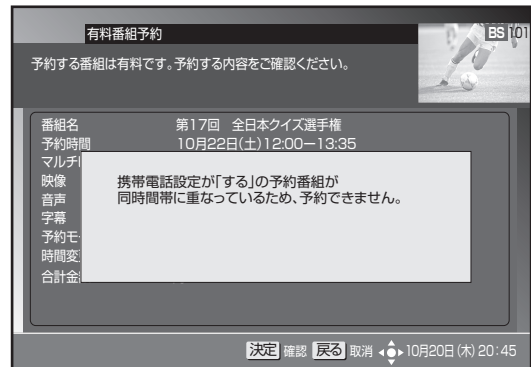 有料番組予約
BS 101
予約する番組は有料です。予約する内容をご確認ください。
番組名 第17回 全日本クイズ選手権
予約時間 10月22日(土)12:00ー13:35
マルチ
映像
音声
字幕
予約モ
時間変
合計金
携帯電話設定が「する」の予約番組が
同時間帯に重なっているため、予約できません。
決定 確認 戻る 取消 10月20日(木)20:45